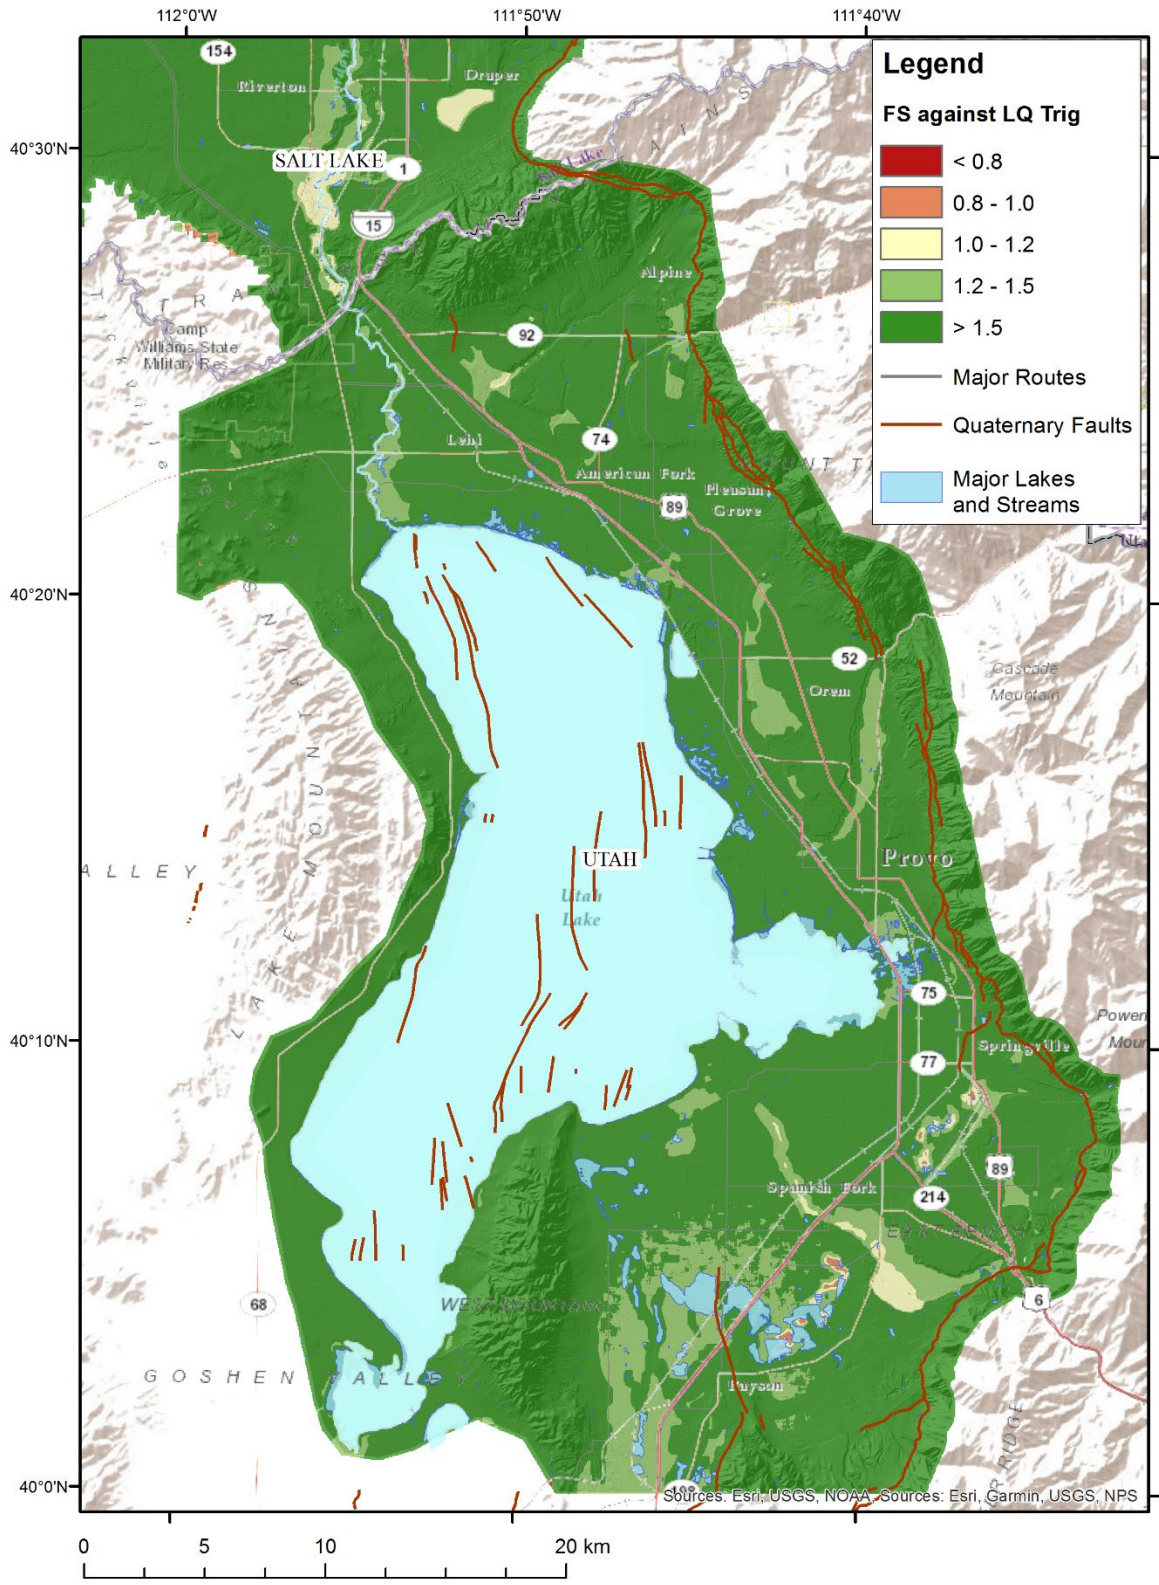 112°0'W
111°50'W
111°40'W
154
Riverton
Draper
Legend
FS against LQ Trig
< 0.8
0.8 - 1.0
1.0 - 1.2
1.2 - 1.5
> 1.5
Major Routes
Quaternary Faults
Major Lakes
and Streams
40°30'N
SALT LAKE
1
Lake
15
Alpine
T R A
Camp
Williams State
Military Res
92
Lehi
74
American Fork
Pleasant
Grove
89
40°20'N
52
Orem
Cascade
Mountain
L A K E M O U N T A I N S
A L L E Y
UTAH
Utah
Lake
Provo
75
40°10'N
Springville
77
Spanish Fork
89
214
EAST BENCH
68
WEST MOUNTAIN
6
G O S H E N V A L L E Y
Payson
RIDGE
40°0'N
198
Sources: Esri, USGS, NOAA, Sources: Esri, Garmin, USGS, NPS
0
5
10
20 km